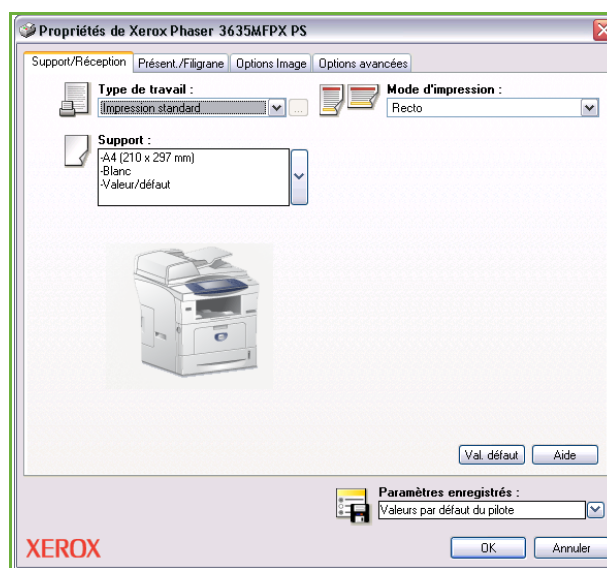 Propriétés de Xerox Phaser 3635MFPX PS
Support/Réception Présent./Filigrane Options Image Options avancées
Type de travail :
Impression standard
...
Mode d'impression :
Recto
Support :
-A4 (210 x 297 mm)
-Blanc
-Valeur/défaut
Val. défaut Aide
Paramètres enregistrés :
Valeurs par défaut du pilote
XEROX OK Annuler